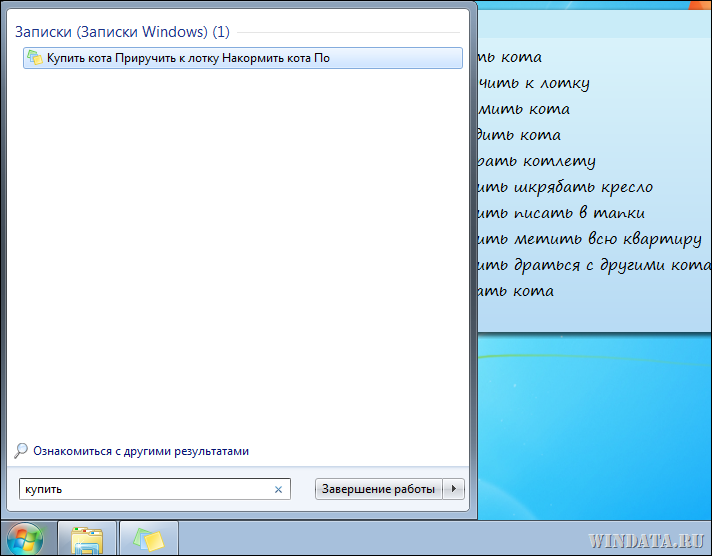 Записки (Записки Windows) (1)
Купить кота Приручить к лотку Накормить кота По
ть кота
чить к лотку
мить кота
дить кота
рать котлету
ить шкрябать кресло
ить писать в тапки
ить метить всю квартиру
ить драться с другими кота
ать кота
Ознакомиться с другими результатами
купить
Завершение работы
WINDATA.RU